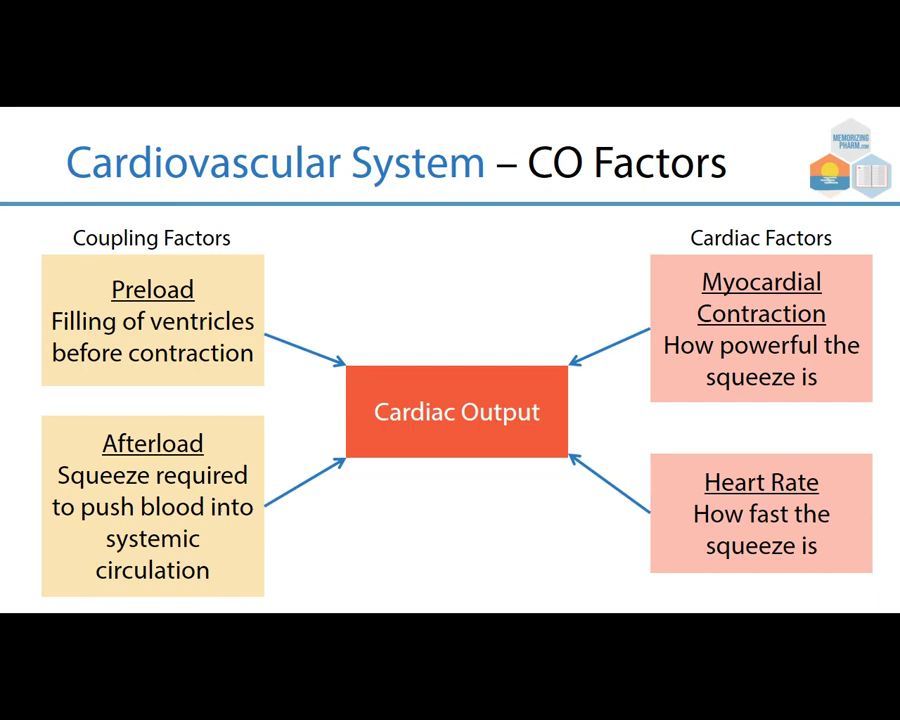 Cardiovascular System – CO Factors
MEMORIZING
PHARM.COM
Coupling Factors
Preload
Filling of ventricles
before contraction
Afterload
Squeeze required
to push blood into
systemic
circulation
Cardiac Output
Cardiac Factors
Myocardial
Contraction
How powerful the
squeeze is
Heart Rate
How fast the
squeeze is